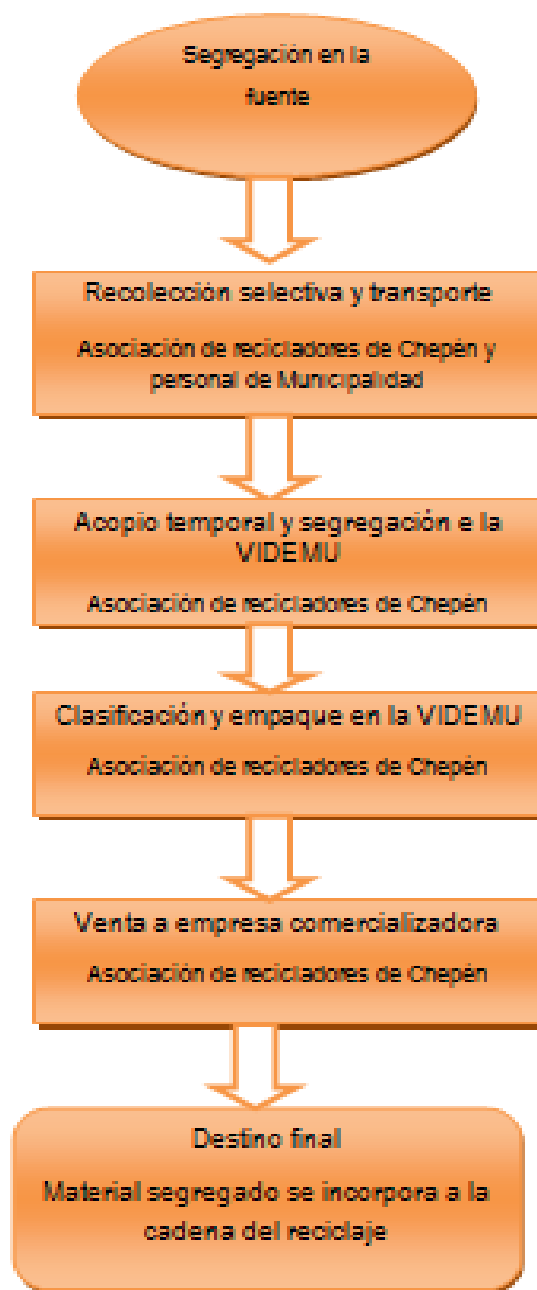 Segregación en la
fuente
Recolección selectiva y transporte
Asociación de recicladores de Chepén y
personal de Municipalidad
Acopio temporal y segregación e la
VIDEMU
Asociación de recicladores de Chepén
Clasificación y empaque en la VIDEMU
Asociación de recicladores de Chepén
Venta a empresa comercializadora
Asociación de recicladores de Chepén
Destino final
Material segregado se incorpora a la
cadena del reciclaje